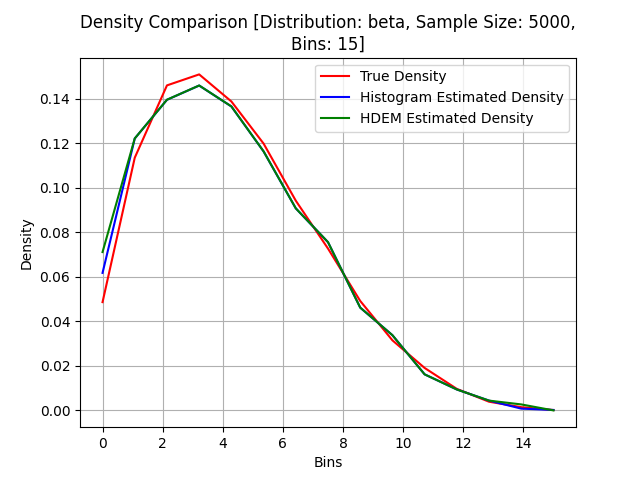 Density Comparison [Distribution: beta, Sample Size: 5000,
Bins: 15]
True Density
Histogram Estimated Density
HDEM Estimated Density
Density
0.14
0.12
0.10
0.08
0.06
0.04
0.02
0.00
0 2 4 6 8 10 12 14
Bins